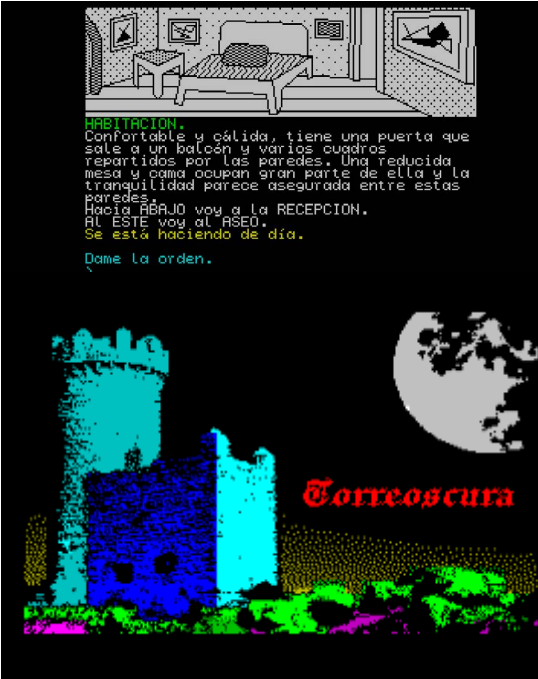 HABITACION.
Confortable y cálida, tiene una puerta que
sale a un balcón y varios cuadros
repartidos por las paredes. Una reducida
mesa y cama ocupan gran parte de ella y la
tranquilidad parece asegurada entre estas
paredes.
Hacia ABAJO voy a la RECEPCION.
Al ESTE voy al ASEO.
Se está haciendo de día.
Dame la orden.
Torreoscura